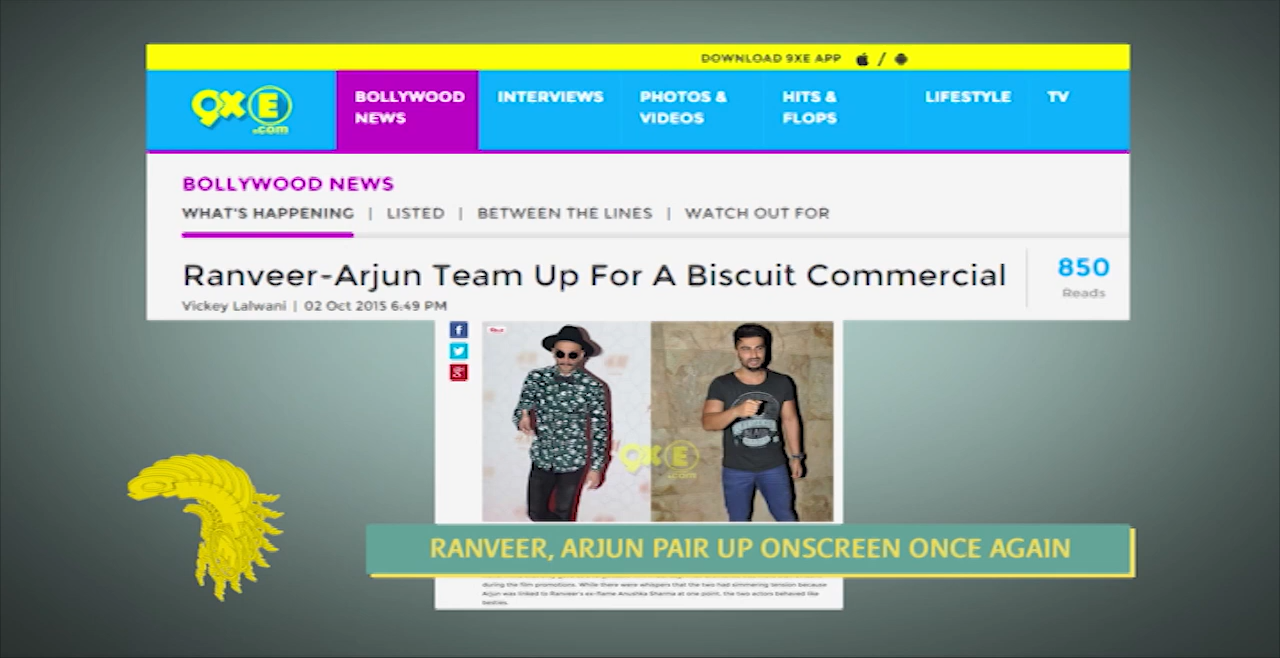 DOWNLOAD 9XE APP /
9XE
.com
BOLLYWOOD
NEWS
INTERVIEWS
PHOTOS &
VIDEOS
HITS &
FLOPS
LIFESTYLE
TV
BOLLYWOOD NEWS
WHAT'S HAPPENING | LISTED | BETWEEN THE LINES | WATCH OUT FOR
Ranveer-Arjun Team Up For A Biscuit Commercial
850
Reads
Vickey Lalwani | 02 Oct 2015 6:49 PM
9XE
.com
RANVEER, ARJUN PAIR UP ONSCREEN ONCE AGAIN
during the film promotions. While there were whispers that the two had simmering tension because
Arjun was linked to Ranveer's ex-flame Anushka Sharma at one point, the two actors behaved like
besties.